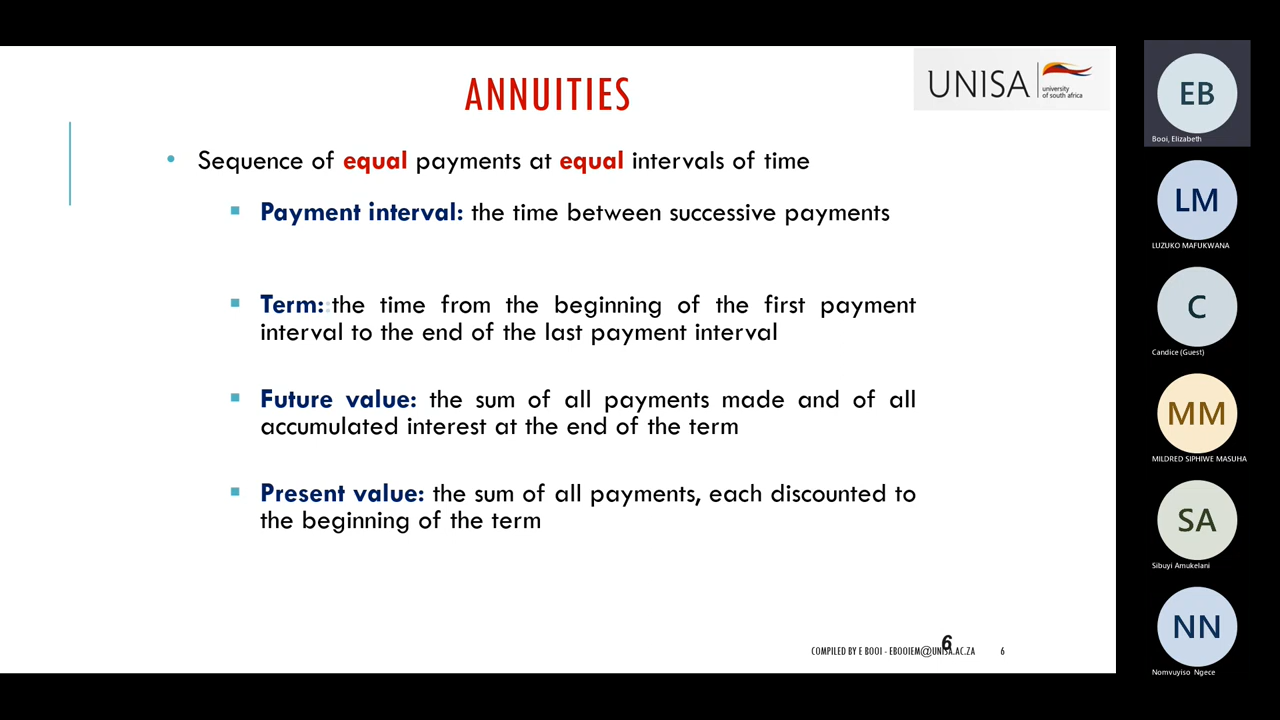 ANNUITIES
UNISA
university
of south africa
• Sequence of equal payments at equal intervals of time
▪ Payment interval: the time between successive payments
▪ Term: the time from the beginning of the first payment
interval to the end of the last payment interval
▪ Future value: the sum of all payments made and of all
accumulated interest at the end of the term
▪ Present value: the sum of all payments, each discounted to
the beginning of the term
COMPILED BY E BOOI - EBOOIEM@UNISA.AC.ZA
6
6
EB
Booi, Elizabeth
LM
LUZUKO MAFUKWANA
C
Candice (Guest)
MM
MILDRED SIPHIWE MASUHA
SA
Sibuyi Amukelani
NN
Nomvuyiso Ngece